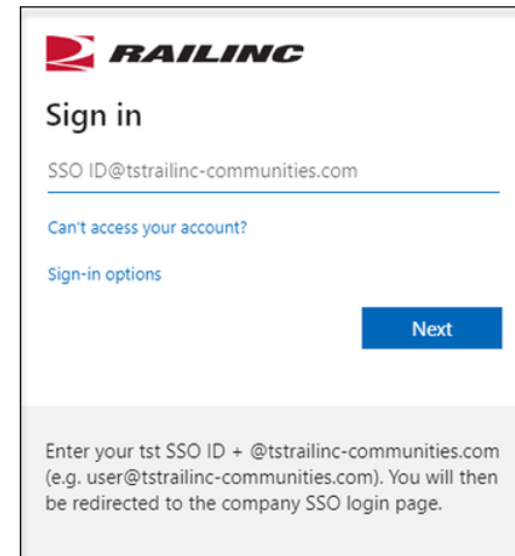 RAILINC
Sign in
SSO ID@tstrailinc-communities.com
Can't access your account?
Sign-in options
Next
Enter your tst SSO ID + @tstrailinc-communities.com
(e.g. user@tstrailinc-communities.com). You will then
be redirected to the company SSO login page.